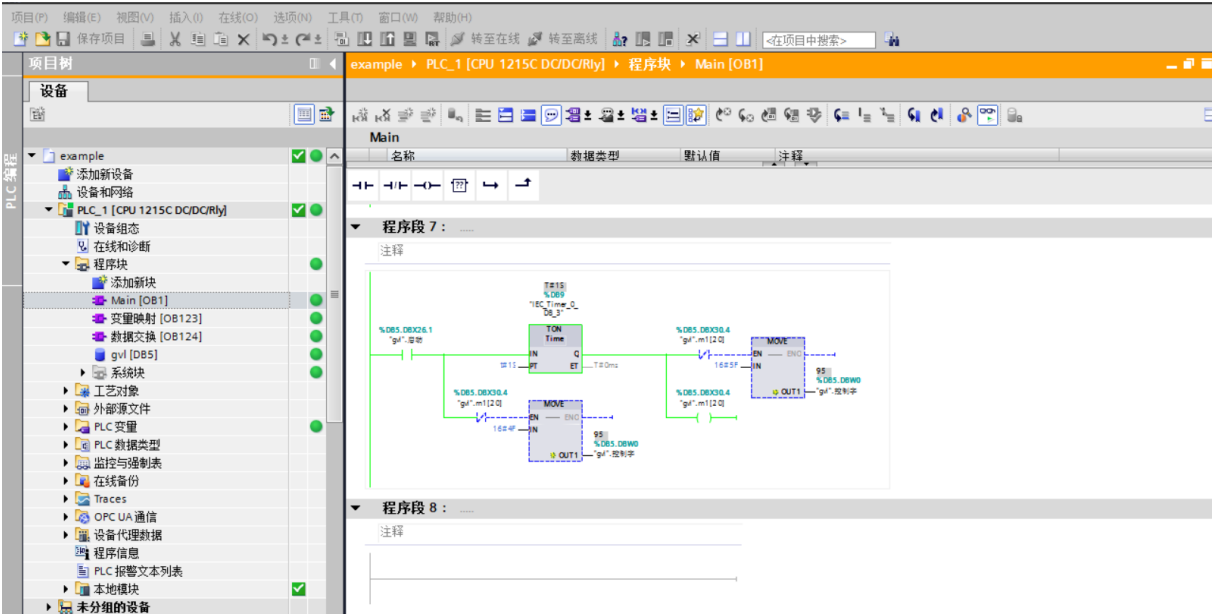 项目(P) 编辑(E) 视图(V) 插入(I) 在线(O) 选项(N) 工具(T) 窗口(W) 帮助(H)
保存项目 转至在线 转至离线 <在项目中搜索>
项目树
example PLC_1 [CPU 1215C DC/DC/Rly] 程序块 Main [OB1]
设备
PLC 编程
Main
名称 数据类型 默认值 注释
example
添加新设备
设备和网络
PLC_1 [CPU 1215C DC/DC/Rly]
设备组态
在线和诊断
程序块
添加新块
Main [OB1]
变量映射 [OB123]
数据交换 [OB124]
gvl [DB5]
系统块
工艺对象
外部源文件
PLC 变量
PLC 数据类型
监控与强制表
在线备份
Traces
OPC UA 通信
设备代理数据
程序信息
PLC 报警文本列表
本地模块
未分组的设备
程序段 7：
注释
T#1S
%DB9
"IEC_Timer_0_
DB_3"
%DB5.DBX26.1
"gvl".启动
TON
Time
IN Q
t#1S PT ET T#0ms
%DB5.DBX30.4
"gvl".m1[20]
MOVE
EN ENO
16#5F IN
95
%DB5.DBW0
OUT1 "gvl".控制字
%DB5.DBX30.4
"gvl".m1[20]
%DB5.DBX30.4
"gvl".m1[20]
MOVE
EN ENO
16#4F IN
95
%DB5.DBW0
OUT1 "gvl".控制字
程序段 8：
注释